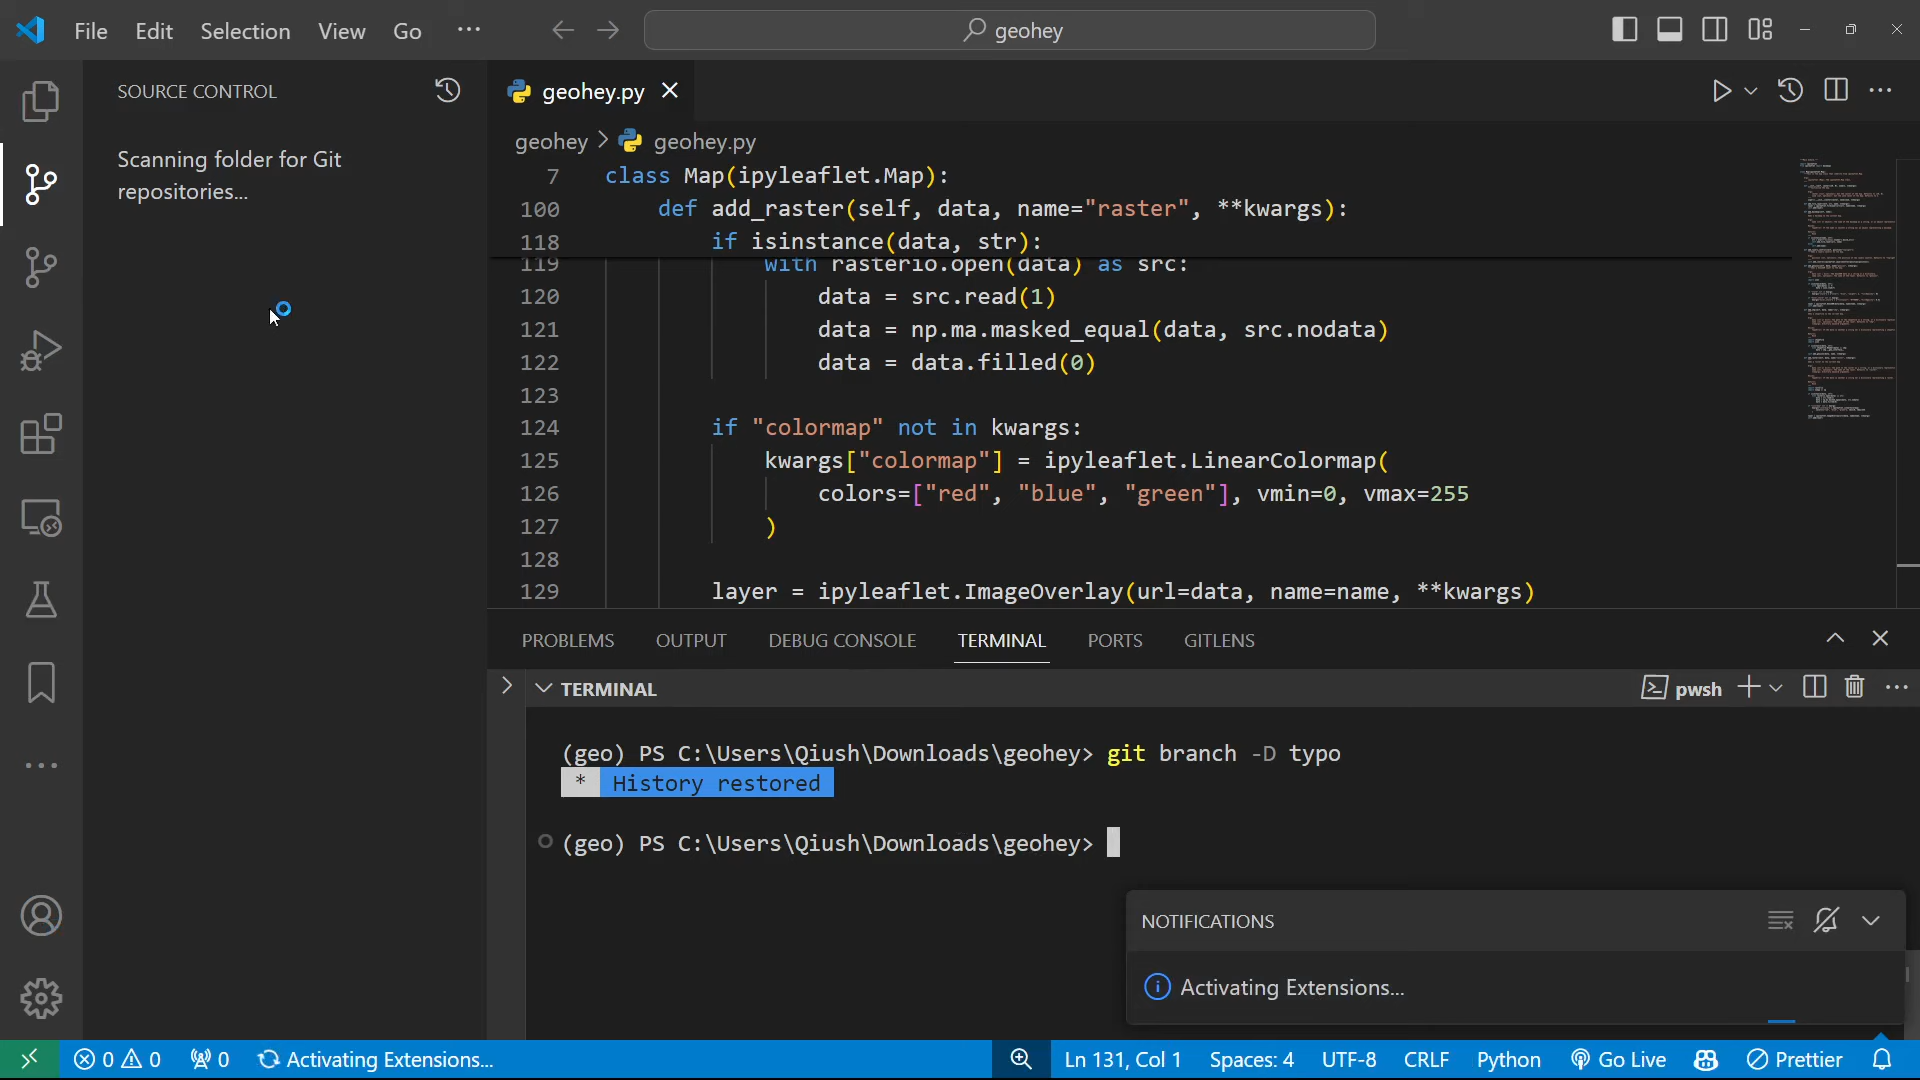 File Edit Selection View Go ...
geohey
SOURCE CONTROL
Scanning folder for Git
repositories...
geohey.py
geohey > geohey.py
7 class Map(ipyleaflet.Map):
100 def add_raster(self, data, name="raster", **kwargs):
118 if isinstance(data, str):
119 with rasterio.open(data) as src:
120 data = src.read(1)
121 data = np.ma.masked_equal(data, src.nodata)
122 data = data.filled(0)
123
124 if "colormap" not in kwargs:
125 kwargs["colormap"] = ipyleaflet.LinearColormap(
126 colors=["red", "blue", "green"], vmin=0, vmax=255
127 )
128
129 layer = ipyleaflet.ImageOverlay(url=data, name=name, **kwargs)
PROBLEMS OUTPUT DEBUG CONSOLE TERMINAL PORTS GITLENS
TERMINAL
pwsh
(geo) PS C:\Users\Qiush\Downloads\geohey> git branch -D typo
* History restored
(geo) PS C:\Users\Qiush\Downloads\geohey>
NOTIFICATIONS
Activating Extensions...
0 0 0 Activating Extensions... Ln 131, Col 1 Spaces: 4 UTF-8 CRLF Python Go Live Prettier